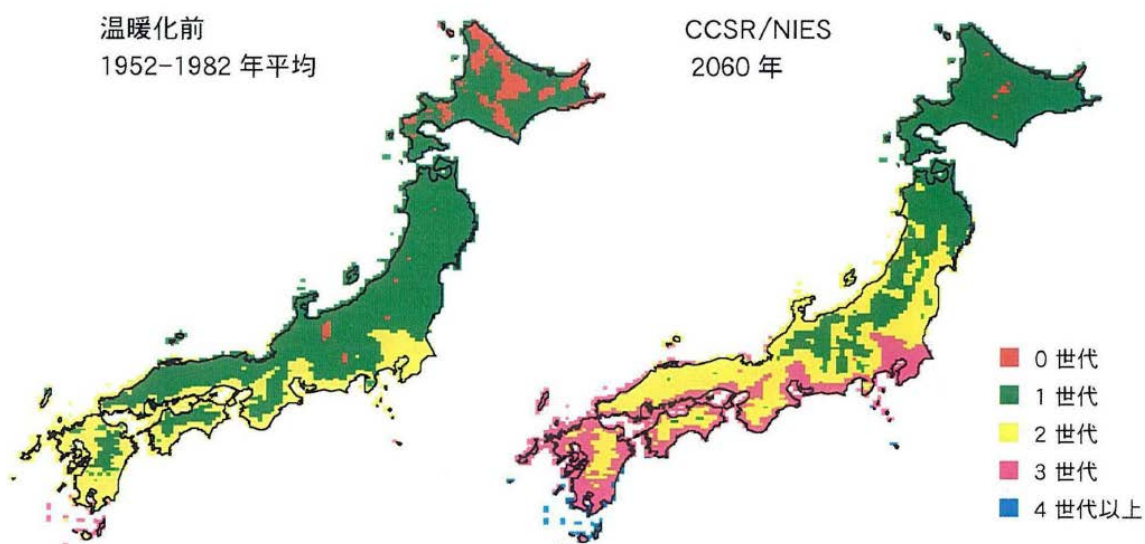 温暖化前
1952-1982 年平均
CCSR/NIES
2060 年
0 世代
1 世代
2 世代
3 世代
4 世代以上